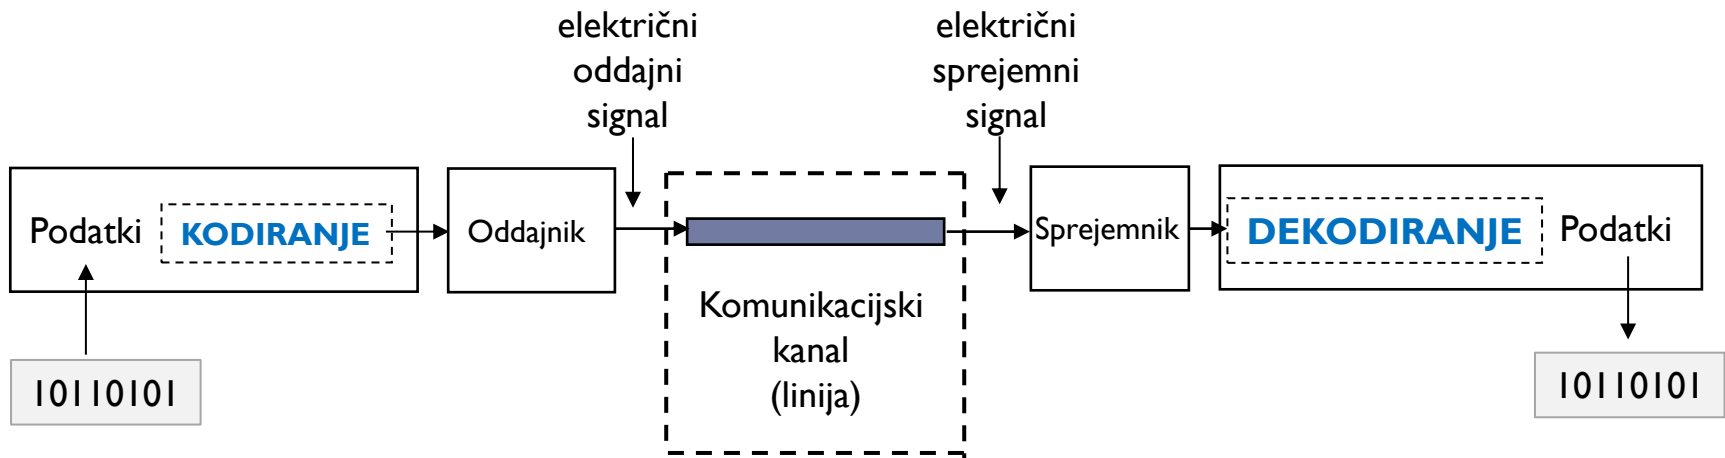 električni
oddajni
signal
električni
sprejemni
signal
Podatki
KODIRANJE
Oddajnik
Sprejemnik
DEKODIRANJE
Podatki
Komunikacijski
kanal
(linija)
10110101
10110101